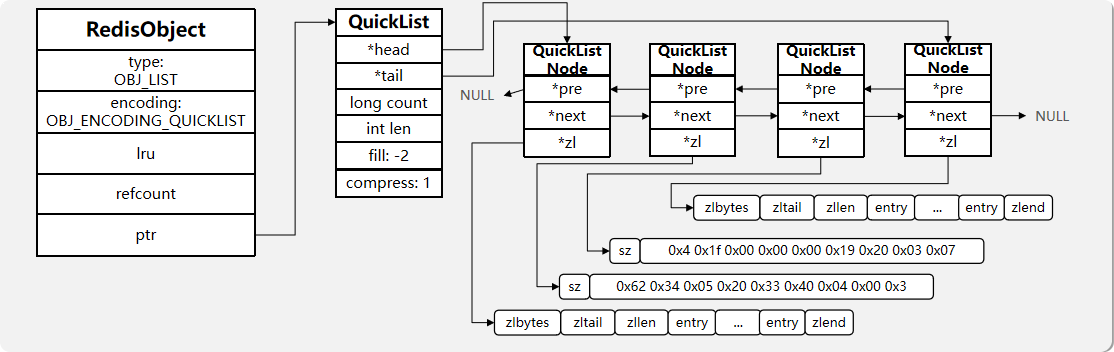 RedisObject
type:
OBJ_LIST
encoding:
OBJ_ENCODING_QUICKLIST
lru
refcount
ptr
QuickList
*head
*tail
long count
int len
fill: -2
compress: 1
NULL
QuickList
Node
*pre
*next
*zl
QuickList
Node
*pre
*next
*zl
QuickList
Node
*pre
*next
*zl
QuickList
Node
*pre
*next
*zl
NULL
zlbytes zltail zllen entry ... entry zlend
sz 0x4 0x1f 0x00 0x00 0x00 0x19 0x20 0x03 0x07
sz 0x62 0x34 0x05 0x20 0x33 0x40 0x04 0x00 0x3
zlbytes zltail zllen entry ... entry zlend